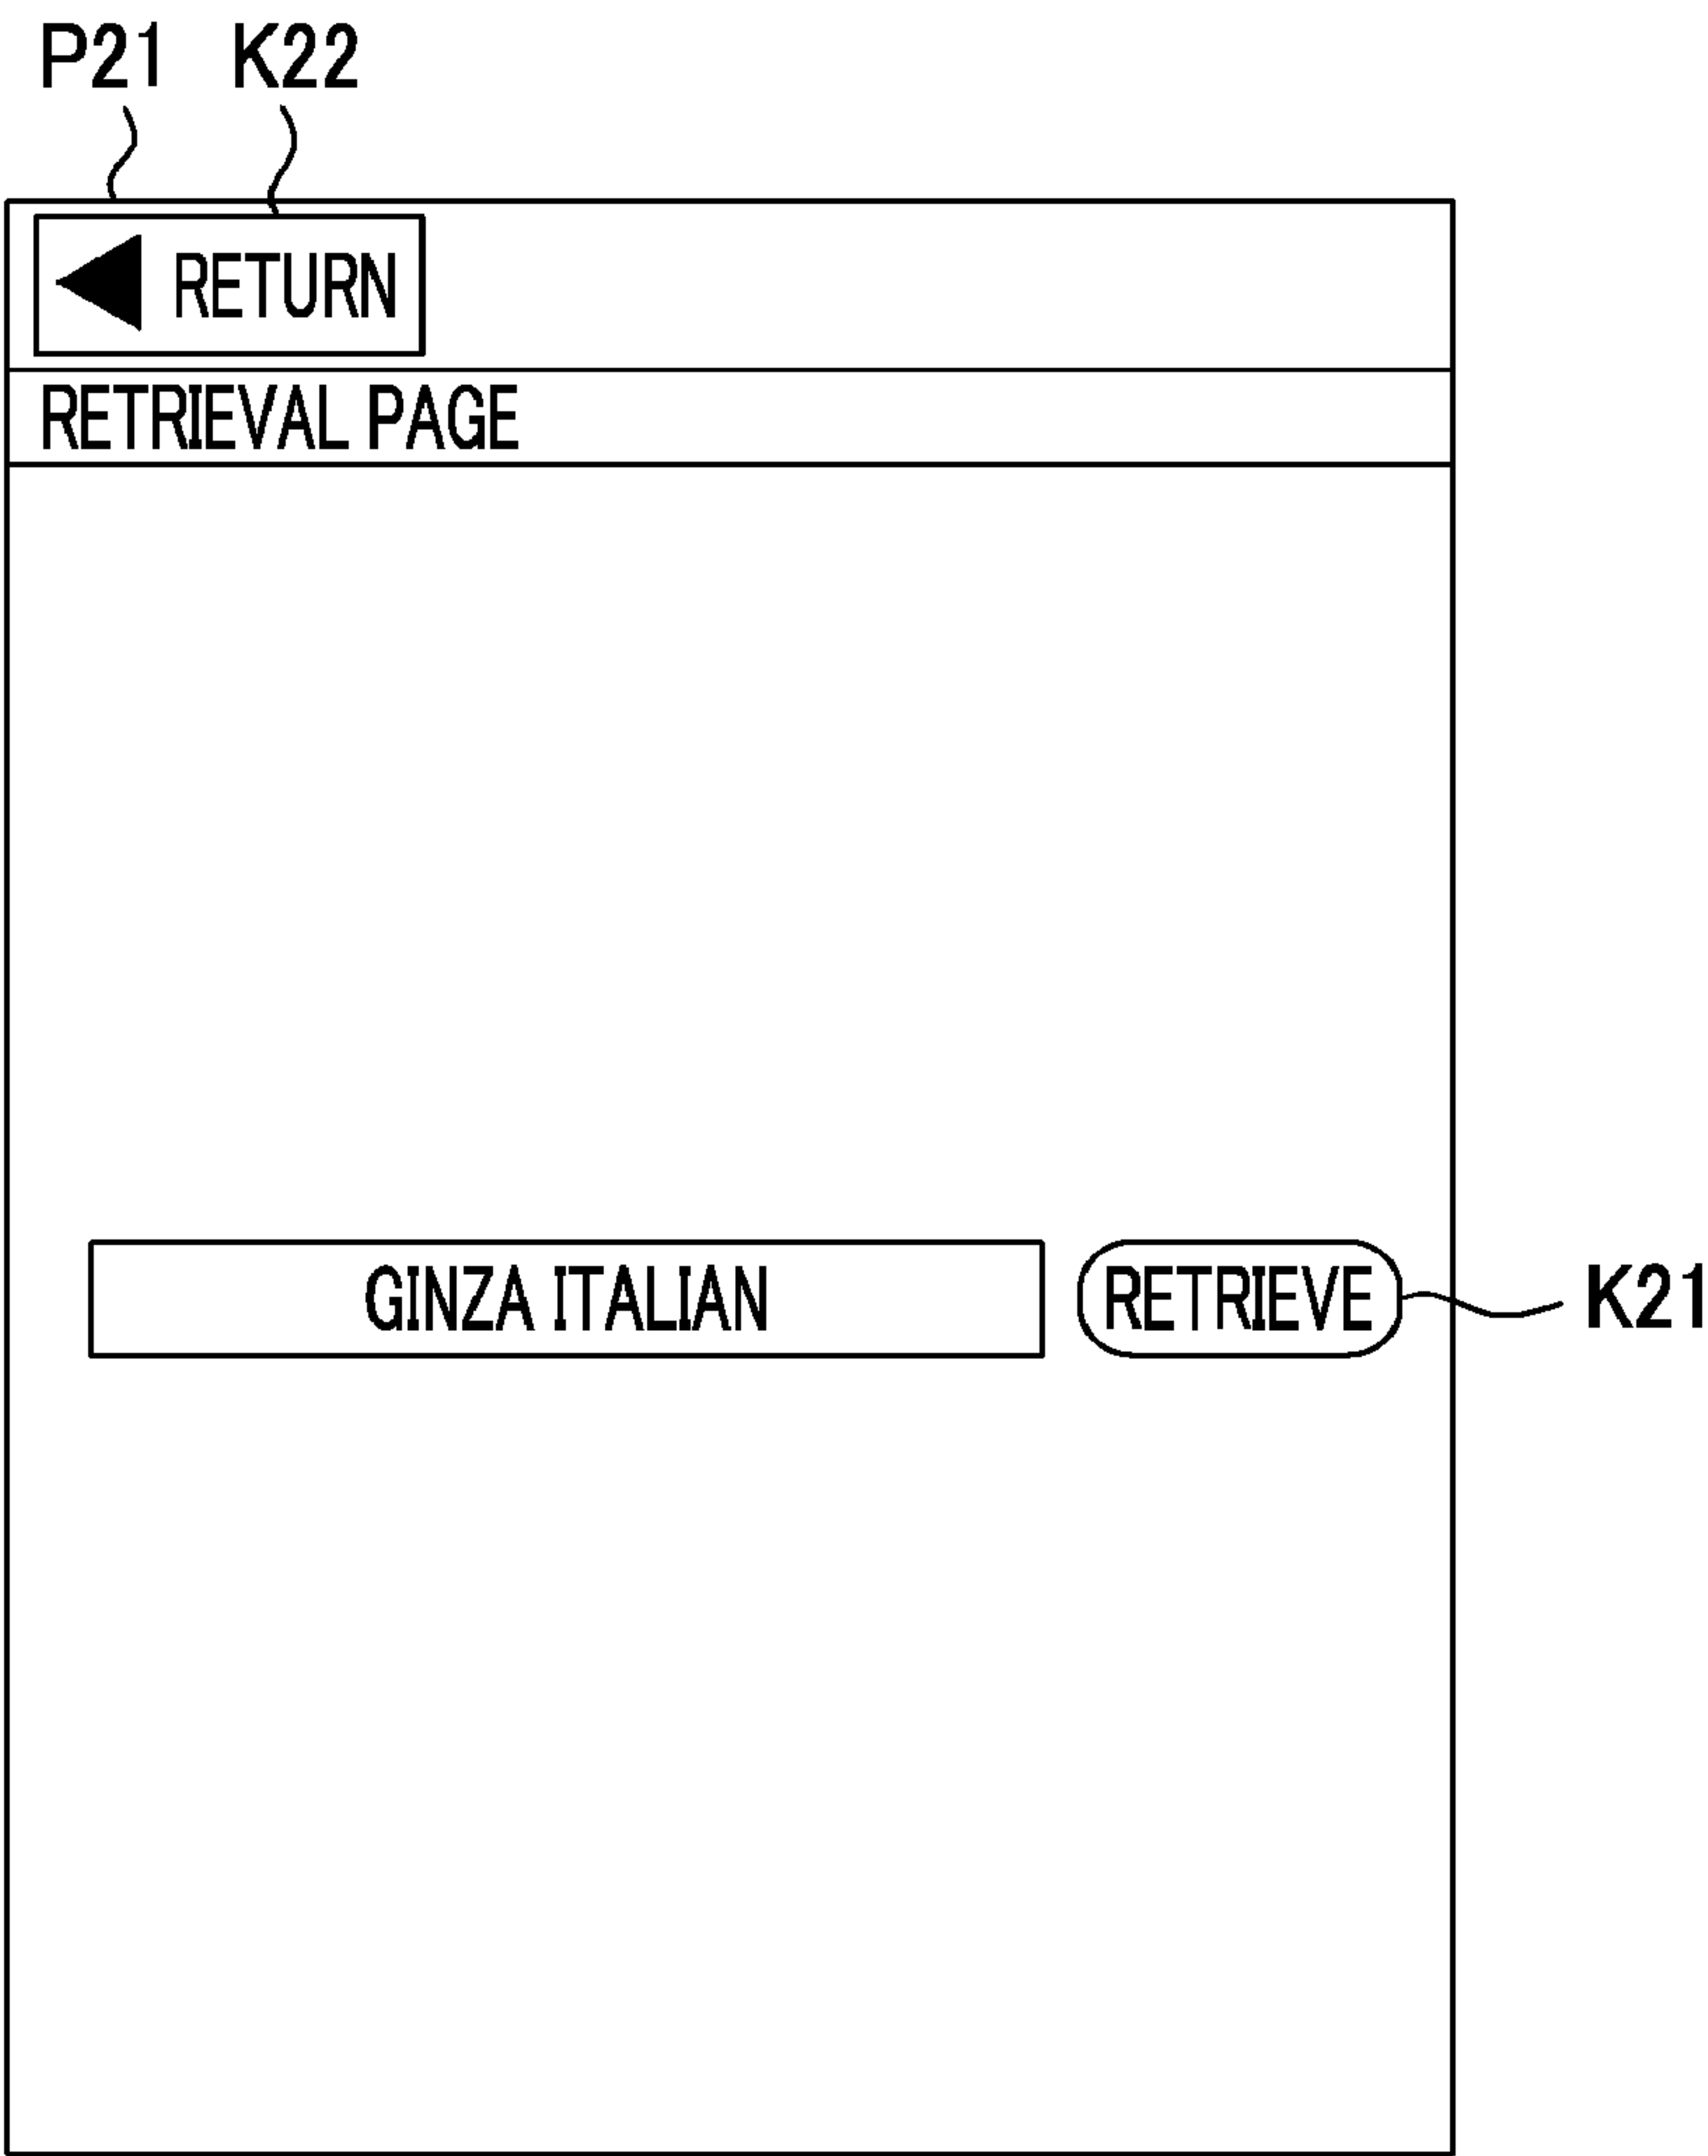 P21 K22
RETURN
RETRIEVAL PAGE
GINZA ITALIAN RETRIEVE K21